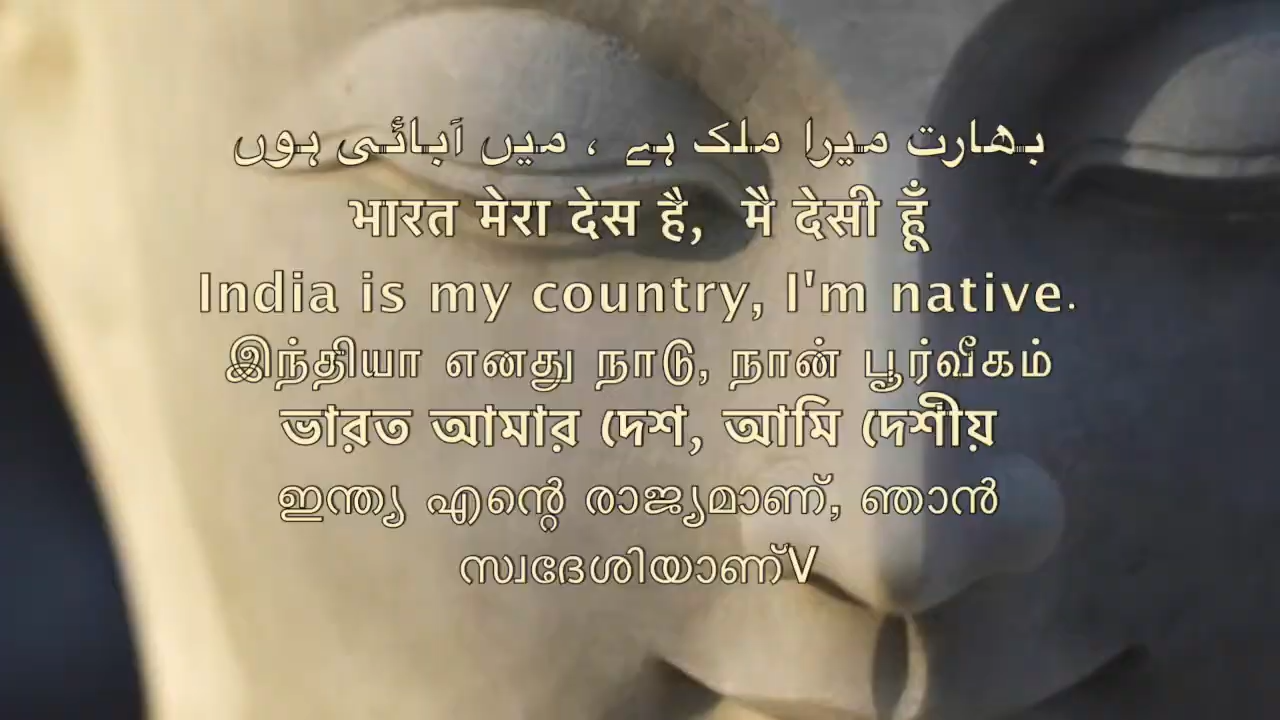 بھارت میرا ملک ہے ، میں آبائی ہوں
भारत मेरा देस है, मै देसी हूँ
India is my country, I'm native.
இந்தியா எனது நாடு, நான் பூர்வீகம்
ভারত আমার দেশ, আমি দেশীয়
ഇന്ത്യ എന്റെ രാജ്യമാണ്, ഞാൻ
സ്വദേശിയാണ്V